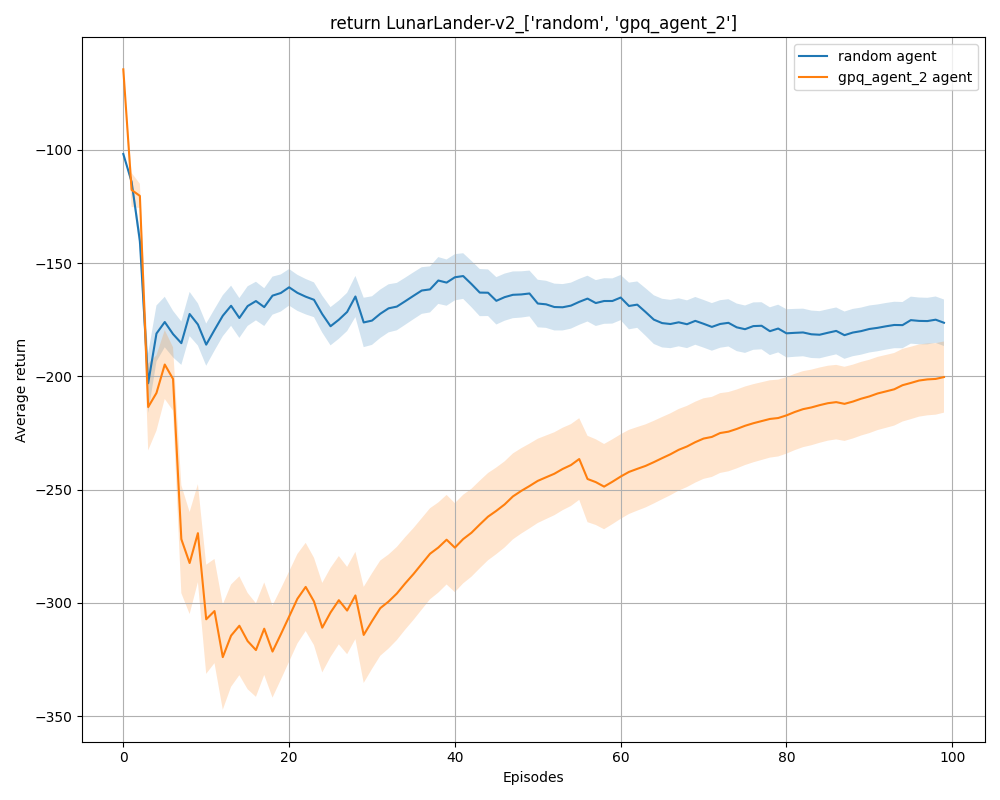 return LunarLander-v2_['random', 'gpq_agent_2']
random agent
gpq_agent_2 agent
Average return
−100
−150
−200
−250
−300
−350
0 20 40 60 80 100
Episodes